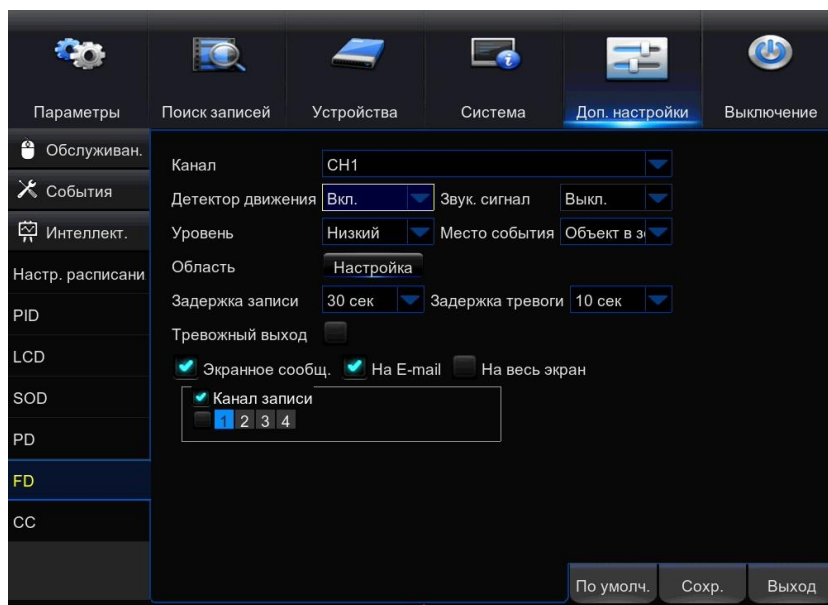 Параметры Поиск записей Устройства Система Доп. настройки Выключение
Обслуживан.
События
Интеллект.
Настр. расписани
PID
LCD
SOD
PD
FD
CC
Канал CH1
Детектор движения Вкл. Звук. сигнал Выкл.
Уровень Низкий Место события Объект в з
Область Настройка
Задержка записи 30 сек Задержка тревоги 10 сек
Тревожный выход
Экранное сообщ. На E-mail На весь экран
Канал записи
1 2 3 4
По умолч. Сохр. Выход